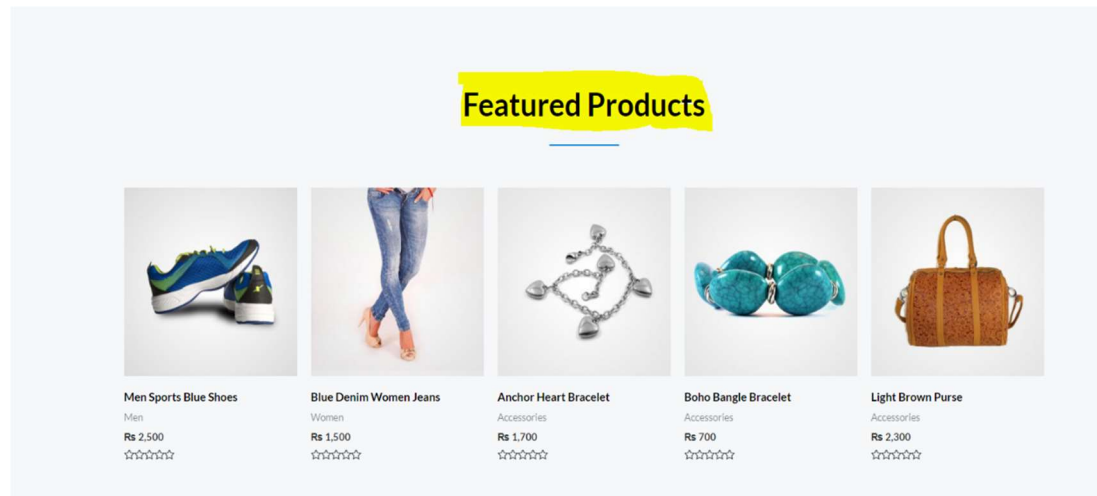 Featured Products
Men Sports Blue Shoes
Men
Rs 2,500
Blue Denim Women Jeans
Women
Rs 1,500
Anchor Heart Bracelet
Accessories
Rs 1,700
Boho Bangle Bracelet
Accessories
Rs 700
Light Brown Purse
Accessories
Rs 2,300